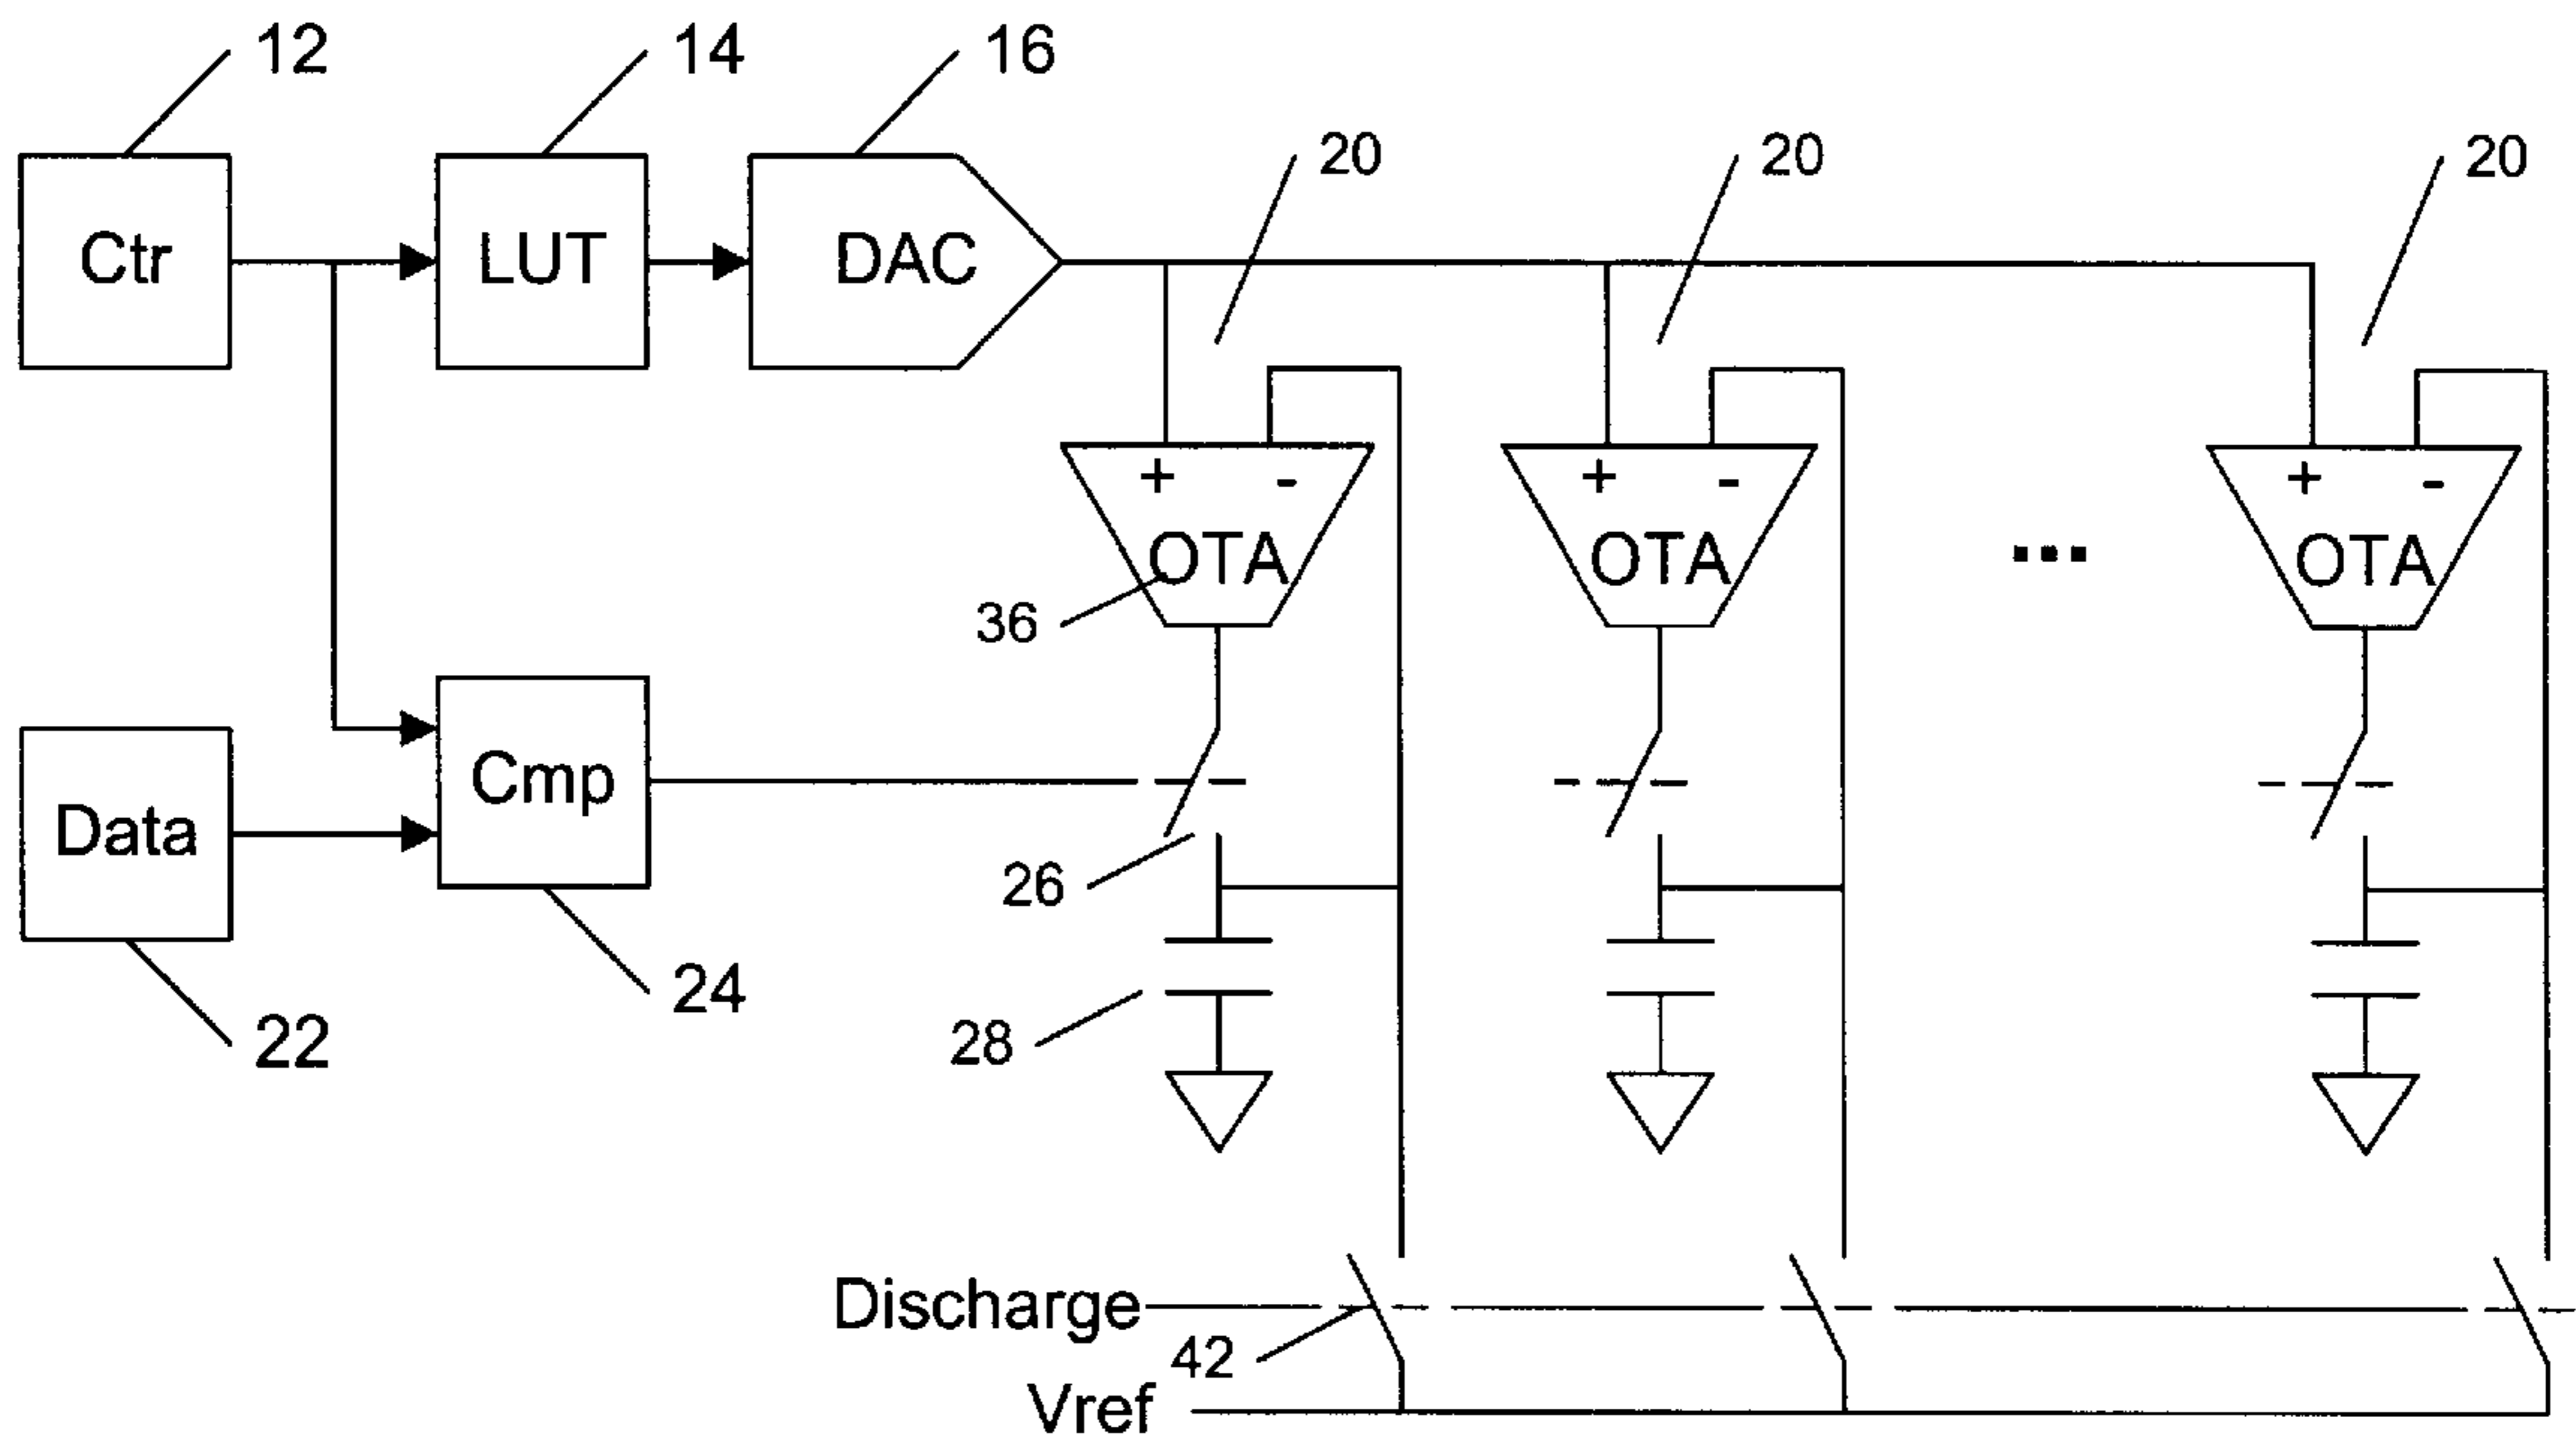 12
14
16
20
20
20
Ctr
LUT
DAC
+ -
+ -
+ -
OTA
OTA
...
OTA
36
Cmp
Data
26
24
22
28
Discharge
42
Vref